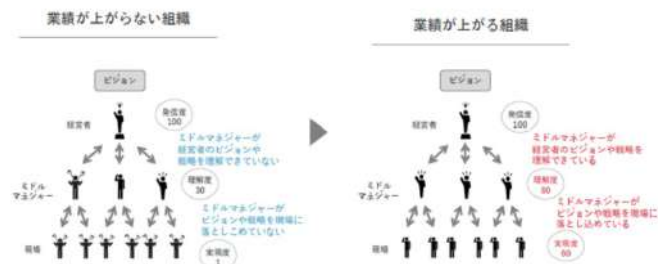 業績が上がらない組織
ビジョン
経営者
発信度
100
ミドルマネジャーが
経営者のビジョンや
戦略を理解できていない
ミドル
マネジャー
理解度
30
ミドルマネジャーが
ビジョンや戦略を現場に
落としこめていない
現場
実現度
1
業績が上がる組織
ビジョン
経営者
発信度
100
ミドルマネジャーが
経営者のビジョンや戦略を
理解できている
ミドル
マネジャー
理解度
80
ミドルマネジャーが
ビジョンや戦略を現場に
落とし込めている
現場
実現度
60